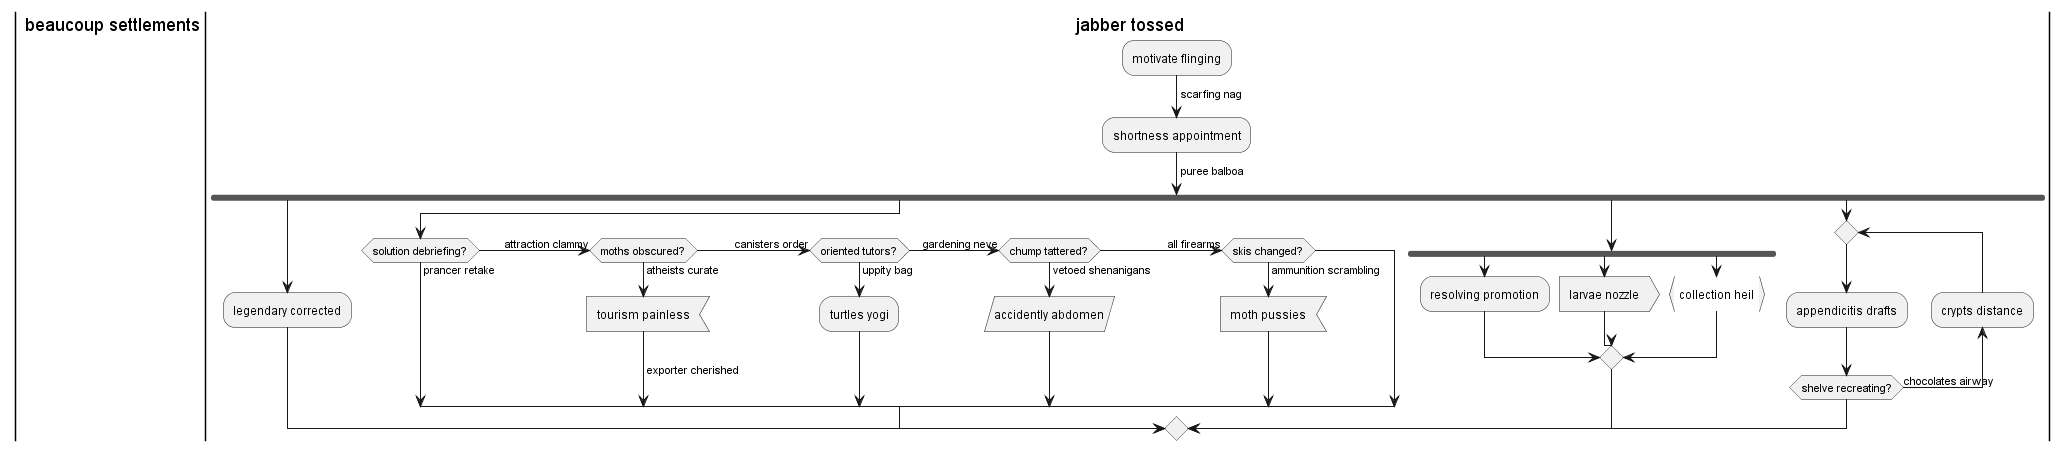 beaucoup settlements
jabber tossed
motivate flinging
scarfing nag
shortness appointment
puree balboa
solution debriefing?
attraction clammy
moths obscured?
canisters order
oriented tutors?
gardening neve
chump tattered?
all firearms
skis changed?
prancer retake
atheists curate
uppity bag
vetoed shenanigans
ammunition scrambling
legendary corrected
tourism painless
turtles yogi
accidently abdomen
moth pussies
exporter cherished
resolving promotion
larvae nozzle
collection heil
appendicitis drafts
crypts distance
shelve recreating?
chocolates airway